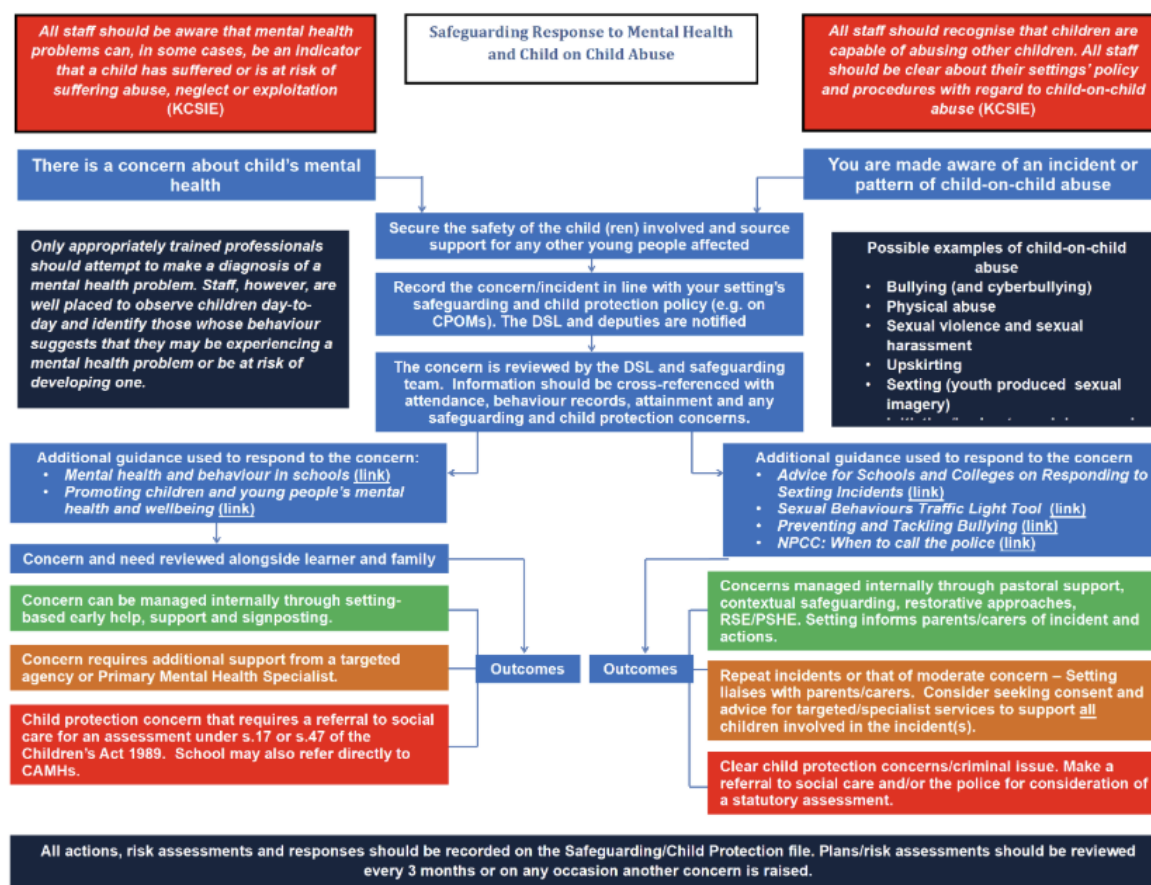 All staff should be aware that mental health
problems can, in some cases, be an indicator
that a child has suffered or is at risk of
suffering abuse, neglect or exploitation
(KCSIE)
Safeguarding Response to Mental Health
and Child on Child Abuse
All staff should recognise that children are
capable of abusing other children. All staff
should be clear about their settings' policy
and procedures with regard to child-on-child
abuse (KCSIE)
There is a concern about child's mental
health
You are made aware of an incident or
pattern of child-on-child abuse
Secure the safety of the child (ren) involved and source
support for any other young people affected
Only appropriately trained professionals
should attempt to make a diagnosis of a
mental health problem. Staff, however, are
well placed to observe children day-to-
day and identify those whose behaviour
suggests that they may be experiencing a
mental health problem or be at risk of
developing one.
Record the concern/incident in line with your setting's
safeguarding and child protection policy (e.g. on
CPOMs). The DSL and deputies are notified
Possible examples of child-on-child
abuse
• Bullying (and cyberbullying)
• Physical abuse
• Sexual violence and sexual
harassment
• Upskirting
• Sexting (youth produced sexual
imagery)
The concern is reviewed by the DSL and safeguarding
team. Information should be cross-referenced with
attendance, behaviour records, attainment and any
safeguarding and child protection concerns.
Additional guidance used to respond to the concern:
• Mental health and behaviour in schools (link)
• Promoting children and young people's mental
health and wellbeing (link)
Additional guidance used to respond to the concern
• Advice for Schools and Colleges on Responding to
Sexting Incidents (link)
• Sexual Behaviours Traffic Light Tool (link)
• Preventing and Tackling Bullying (link)
• NPCC: When to call the police (link)
Concern and need reviewed alongside learner and family
Concern can be managed internally through setting-
based early help, support and signposting.
Concern requires additional support from a targeted
agency or Primary Mental Health Specialist.
Child protection concern that requires a referral to social
care for an assessment under s.17 or s.47 of the
Children's Act 1989. School may also refer directly to
CAMHs.
Outcomes
Outcomes
Concerns managed internally through pastoral support,
contextual safeguarding, restorative approaches,
RSE/PSHE. Setting informs parents/carers of incident and
actions.
Repeat incidents or that of moderate concern – Setting
liaises with parents/carers. Consider seeking consent and
advice for targeted/specialist services to support all
children involved in the incident(s).
Clear child protection concerns/criminal issue. Make a
referral to social care and/or the police for consideration of
a statutory assessment.
All actions, risk assessments and responses should be recorded on the Safeguarding/Child Protection file. Plans/risk assessments should be reviewed
every 3 months or on any occasion another concern is raised.